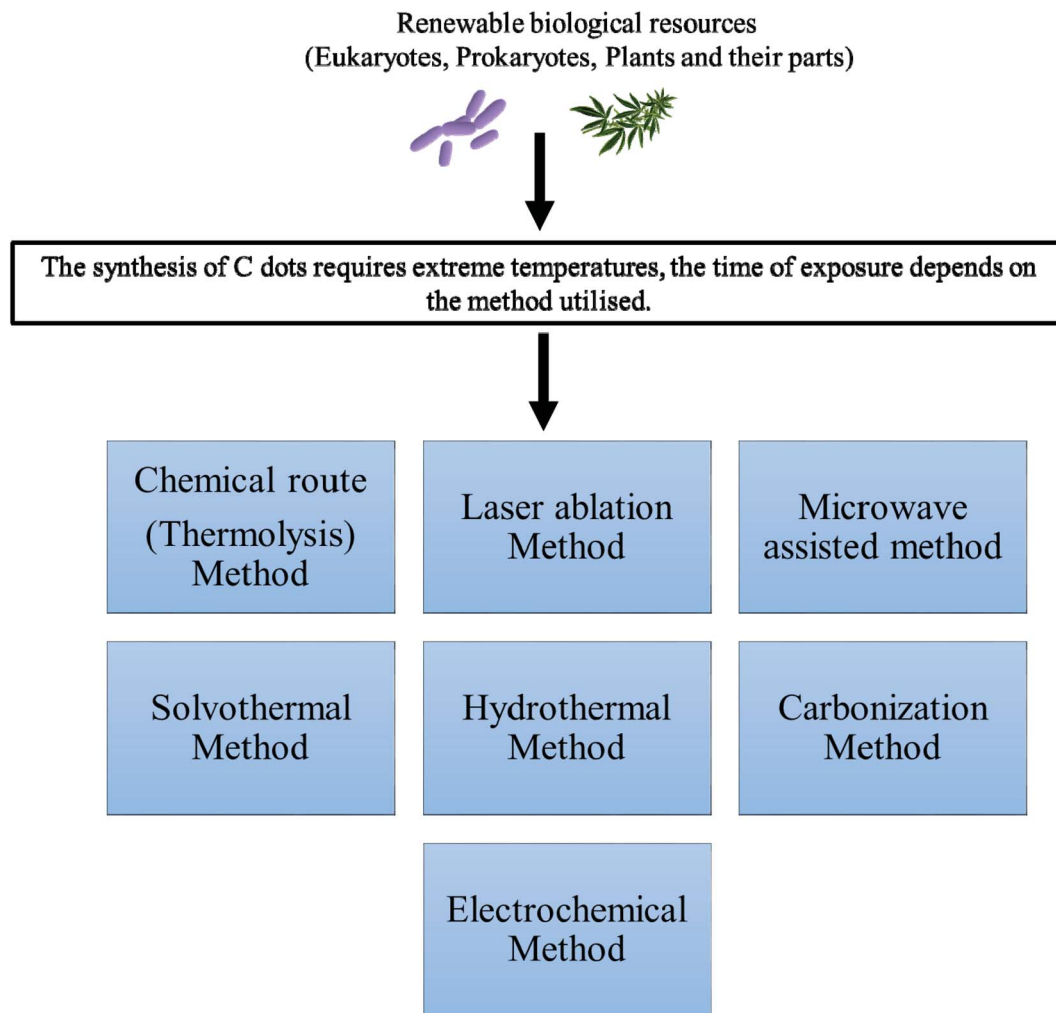 Renewable biological resources
(Eukaryotes, Prokaryotes, Plants and their parts)
The synthesis of C dots requires extreme temperatures, the time of exposure depends on
the method utilised.
Chemical route
(Thermolysis)
Method
Laser ablation
Method
Microwave
assisted method
Solvothermal
Method
Hydrothermal
Method
Carbonization
Method
Electrochemical
Method